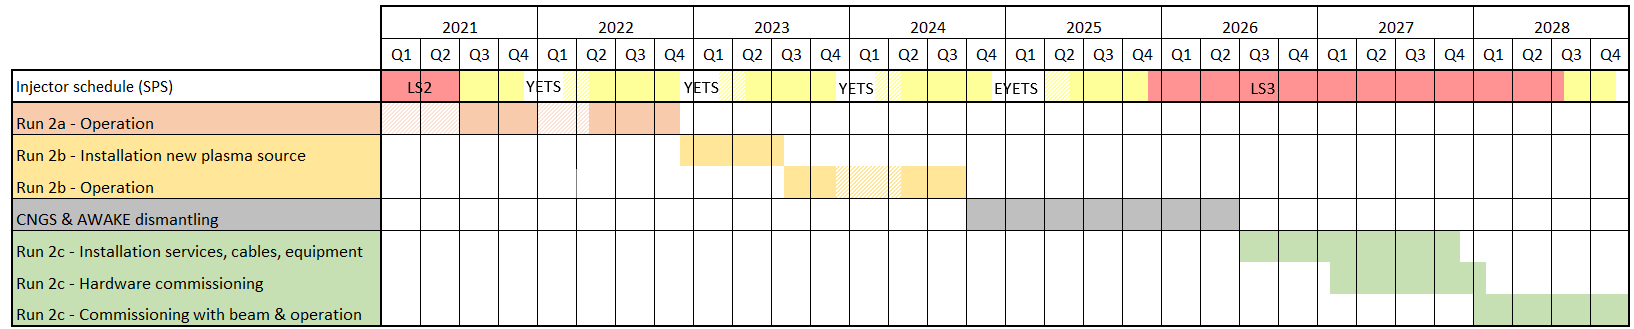 2021 2022 2023 2024 2025 2026 2027 2028
Q1 Q2 Q3 Q4 Q1 Q2 Q3 Q4 Q1 Q2 Q3 Q4 Q1 Q2 Q3 Q4 Q1 Q2 Q3 Q4 Q1 Q2 Q3 Q4 Q1 Q2 Q3 Q4 Q1 Q2 Q3 Q4
Injector schedule (SPS) LS2 YETS YETS YETS EYETS LS3
Run 2a - Operation
Run 2b - Installation new plasma source
Run 2b - Operation
CNGS & AWAKE dismantling
Run 2c - Installation services, cables, equipment
Run 2c - Hardware commissioning
Run 2c - Commissioning with beam & operation